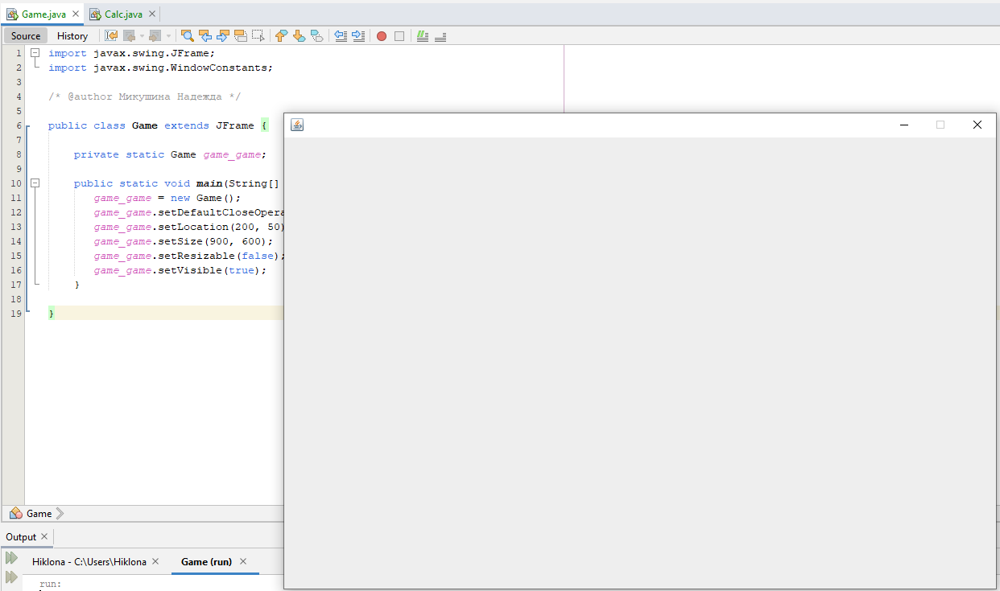 Game.java Calc.java
Source History
1 import javax.swing.JFrame;
2 import javax.swing.WindowConstants;
3
4 /* @author Микушина Надежда */
5
6 public class Game extends JFrame {
7
8 private static Game game_game;
9
10 public static void main(String[]
11 game_game = new Game();
12 game_game.setDefaultCloseOpera
13 game_game.setLocation(200, 50)
14 game_game.setSize(900, 600);
15 game_game.setResizable(false);
16 game_game.setVisible(true);
17 }
18
19 }
Game
Output
Hiklona - C:\Users\Hiklona Game (run)
run: